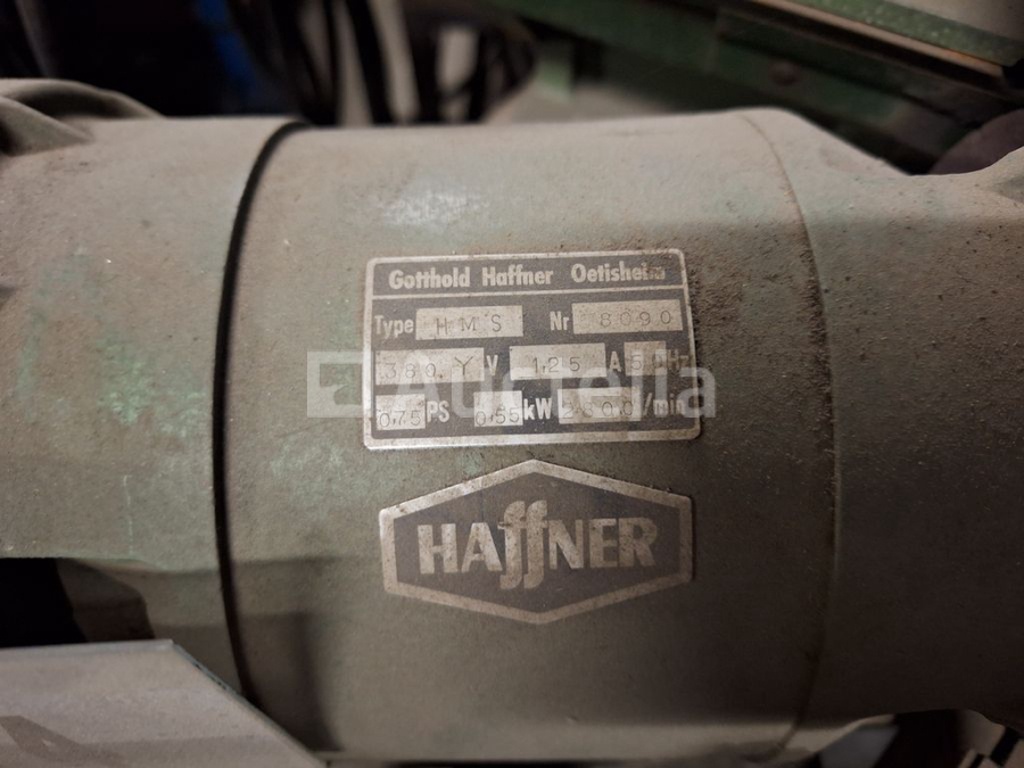 Gotthold Haffner Oetisheim
Type HMS Nr 8090
380 Y V 1,25 A 50 Hz
0,75 PS 0,55 kW 2800 /min
Auctella
HAffNER